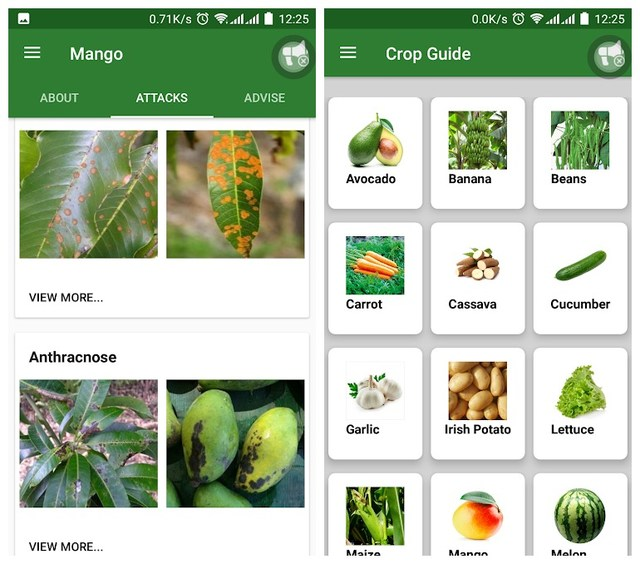 0.71K/s 12:25
Mango
ABOUT ATTACKS ADVISE
VIEW MORE...
Anthracnose
VIEW MORE...
0.0K/s 12:25
Crop Guide
Avocado Banana Beans
Carrot Cassava Cucumber
Garlic Irish Potato Lettuce
Maize Mango Melon